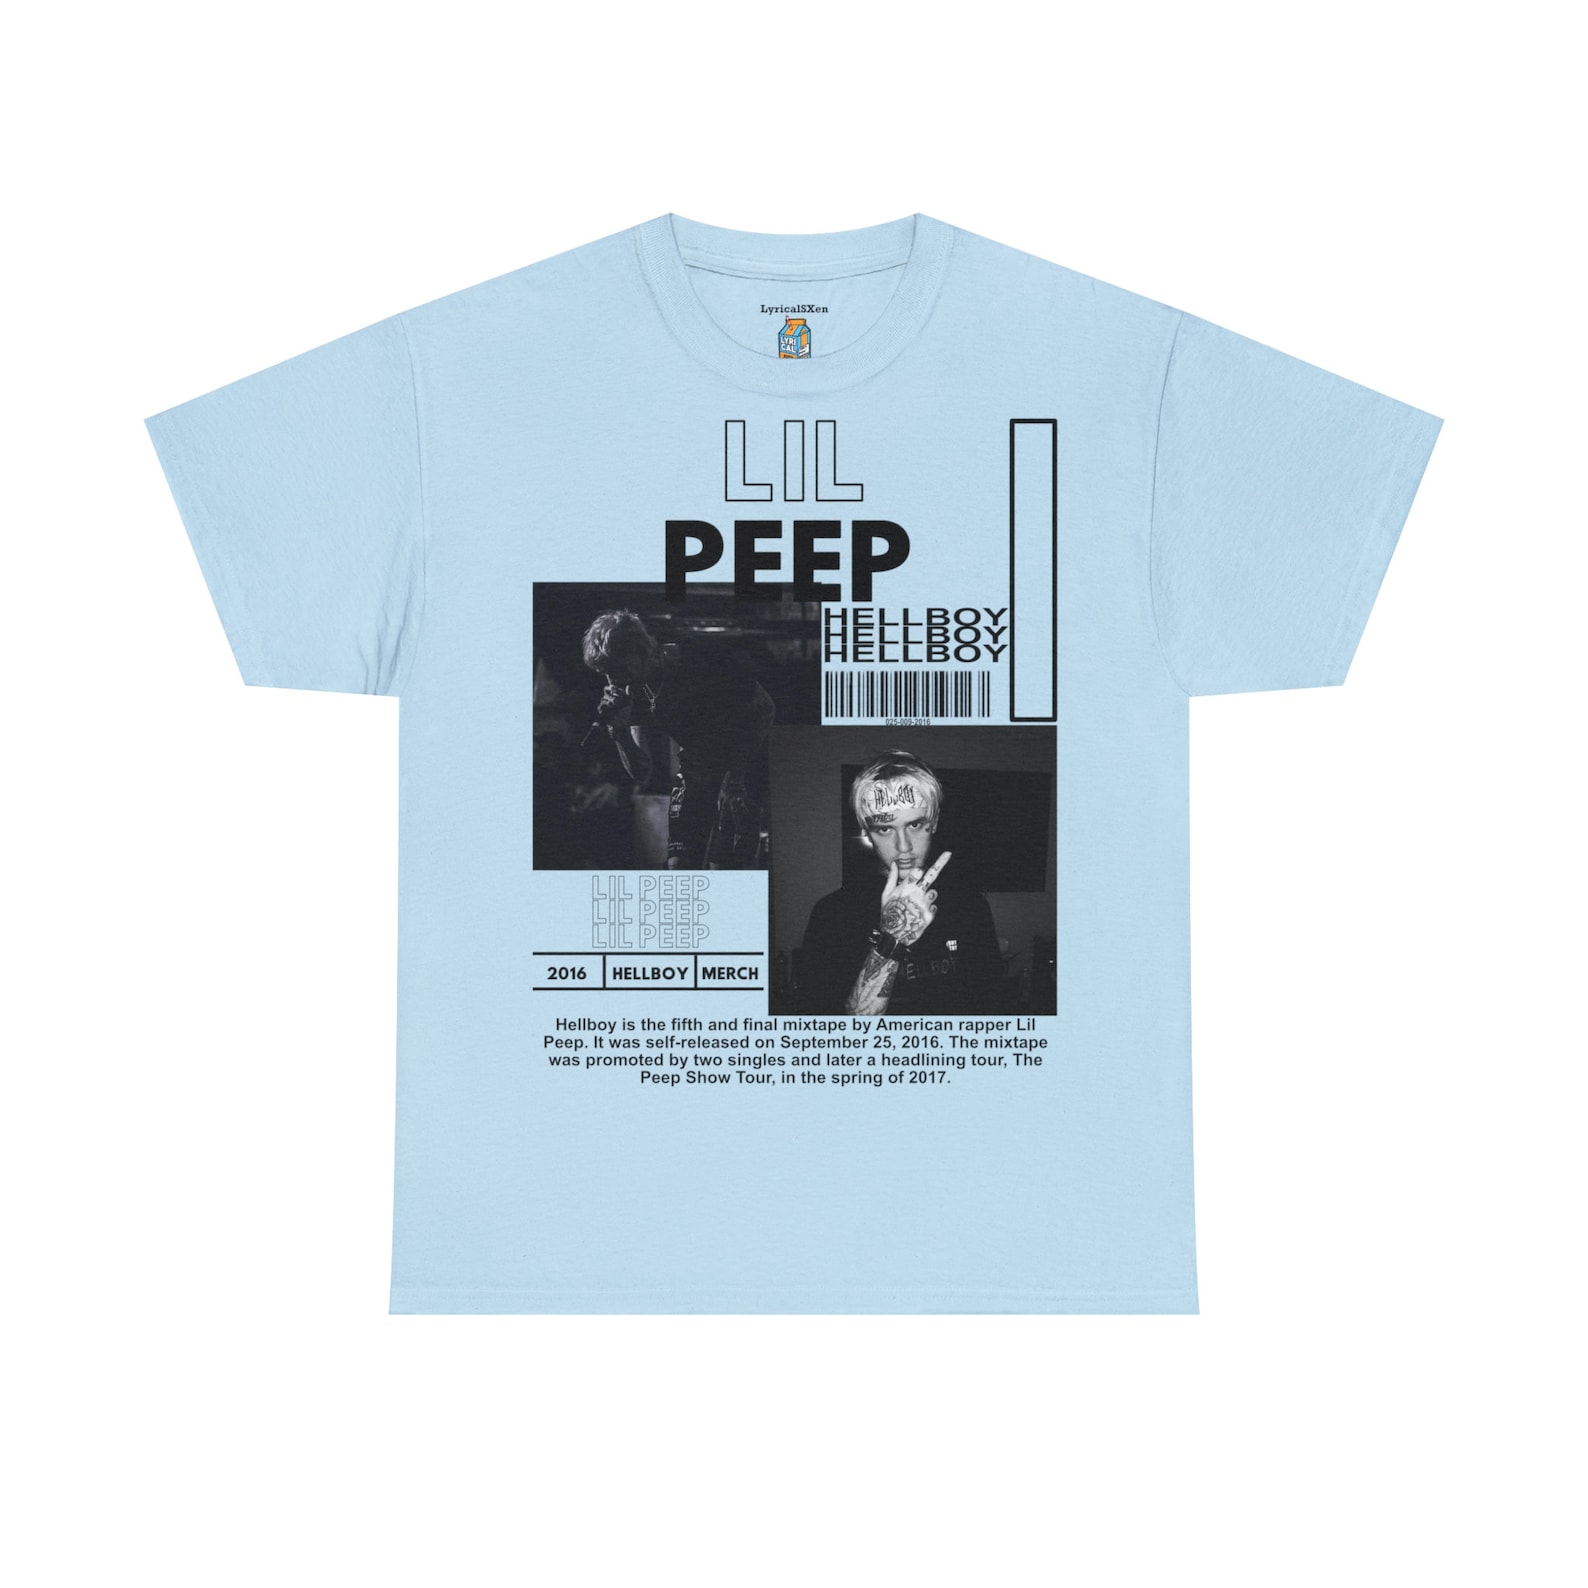 LyricalSXen
LYRI
CAL
LIL
PEEP
HELLBOY
HELLBOY
HELLBOY
025-009-2016
HELLBOY
LIL PEEP
LIL PEEP
LIL PEEP
2016 HELLBOY MERCH
Hellboy is the fifth and final mixtape by American rapper Lil
Peep. It was self-released on September 25, 2016. The mixtape
was promoted by two singles and later a headlining tour, The
Peep Show Tour, in the spring of 2017.